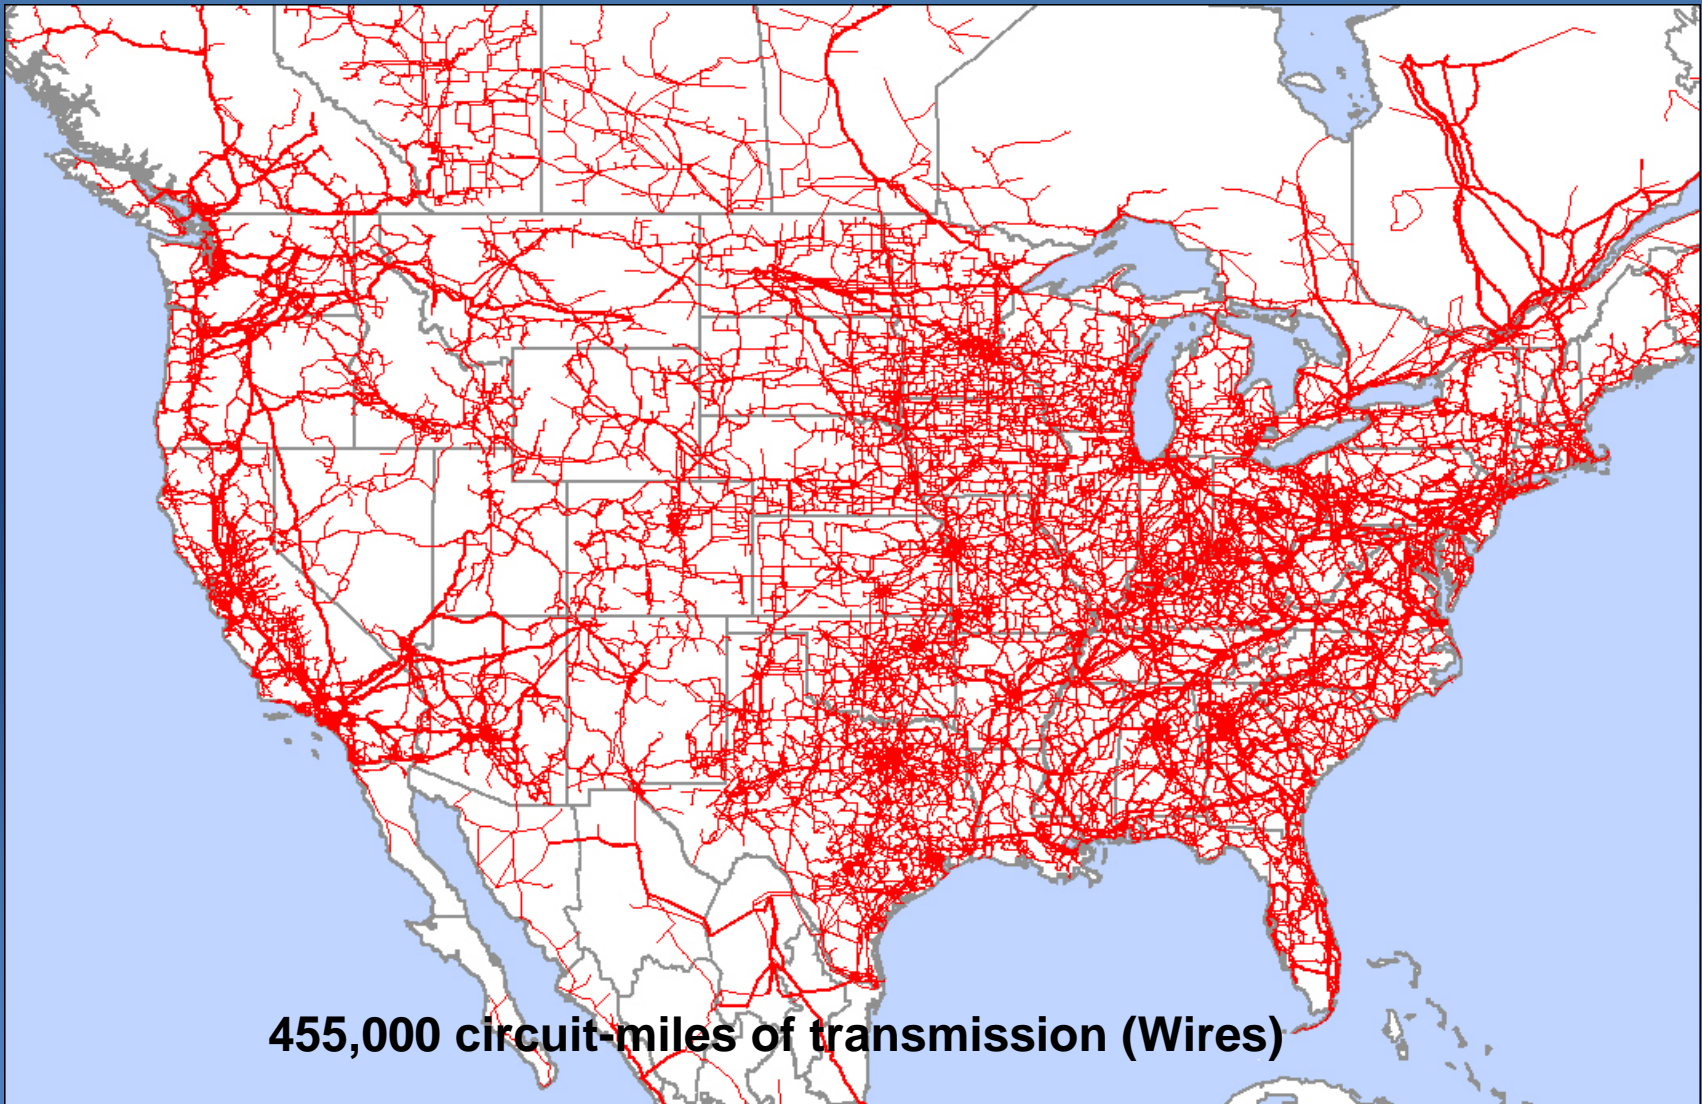 455,000 circuit-miles of transmission (Wires)